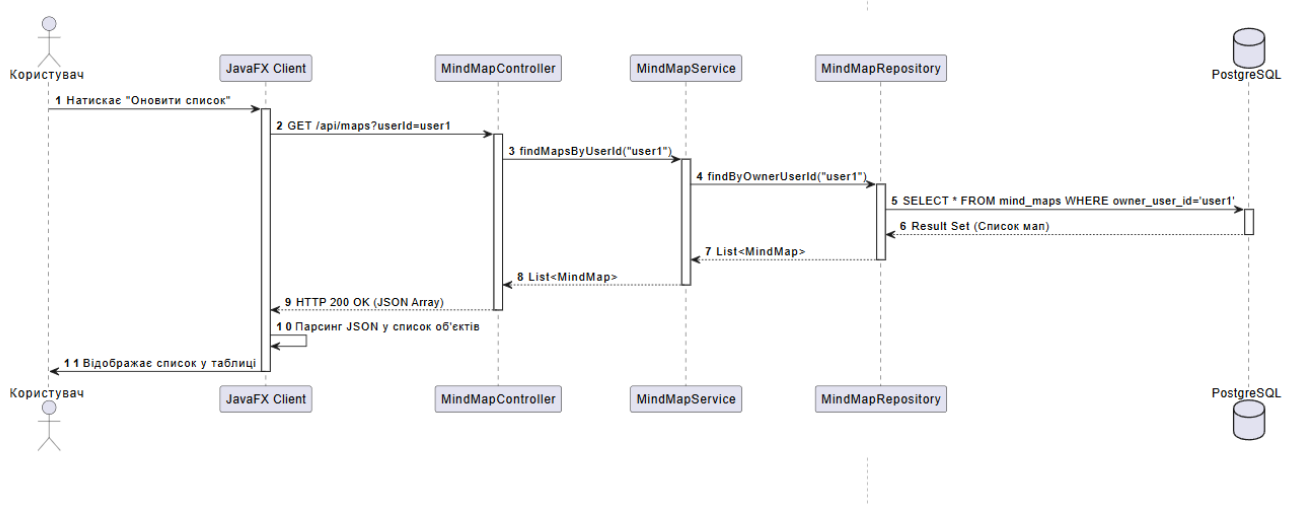 Користувач
JavaFX Client
MindMapController
MindMapService
MindMapRepository
PostgreSQL
1 Натискає "Оновити список"
2 GET /api/maps?userId=user1
3 findMapsByUserId("user1")
4 findByOwnerUserId("user1")
5 SELECT * FROM mind_maps WHERE owner_user_id='user1'
6 Result Set (Список мап)
7 List<MindMap>
8 List<MindMap>
9 HTTP 200 OK (JSON Array)
10 Парсинг JSON у список об'єктів
11 Відображає список у таблиці
Користувач
JavaFX Client
MindMapController
MindMapService
MindMapRepository
PostgreSQL